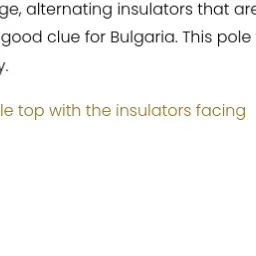 ge, alternating insulators that are
good clue for Bulgaria. This pole
y.
le top with the insulators facing